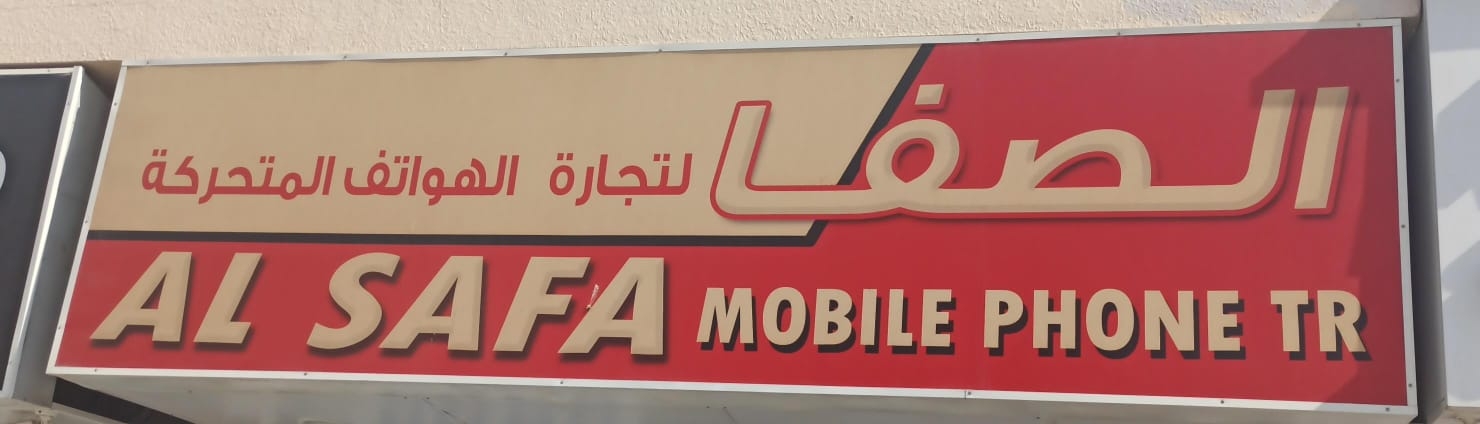 الصفا لتجارة الهواتف المتحركة
AL SAFA MOBILE PHONE TR